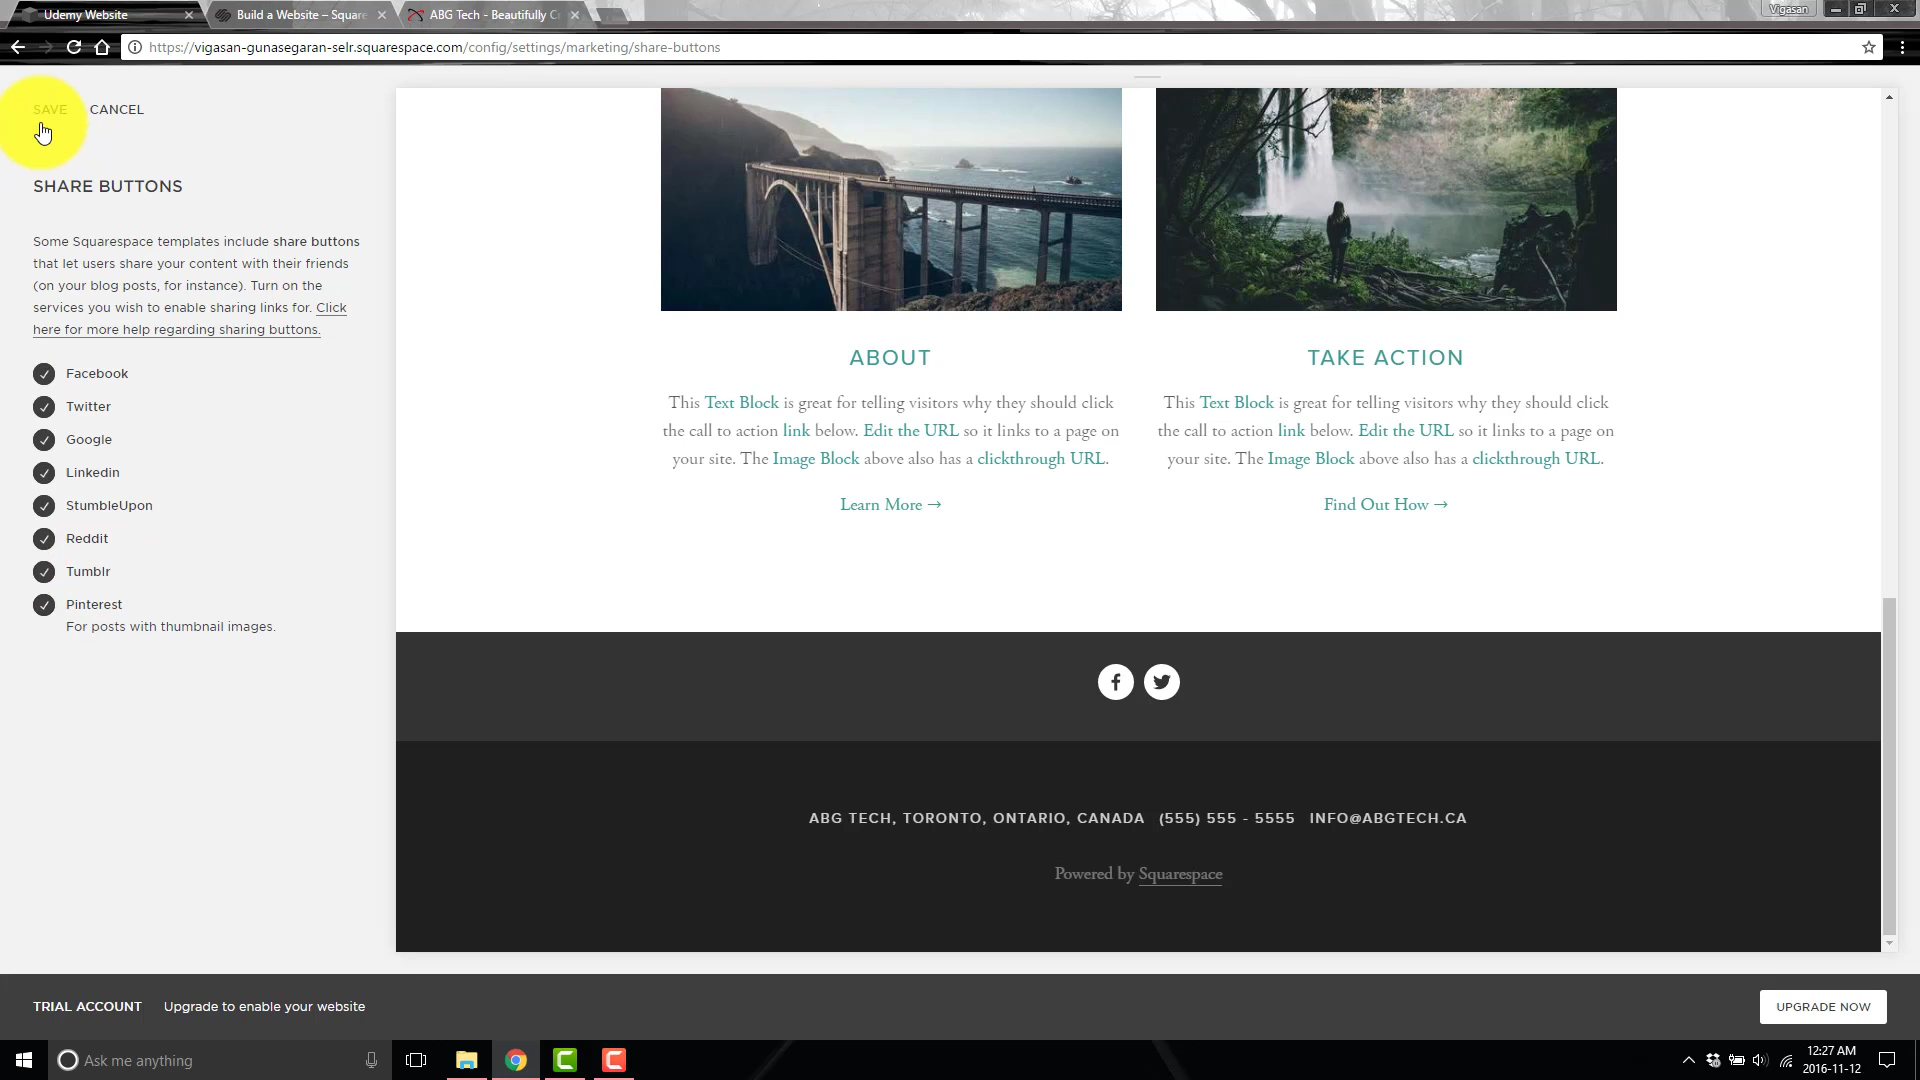 Udemy Website
Build a Website – Squar
ABG Tech - Beautifully C
Vigasan
https://vigasan-gunasegaran-selr.squarespace.com/config/settings/marketing/share-buttons
SAVE CANCEL
SHARE BUTTONS
Some Squarespace templates include share buttons
that let users share your content with their friends
(on your blog posts, for instance). Turn on the
services you wish to enable sharing links for. Click
here for more help regarding sharing buttons.
Facebook
Twitter
Google
Linkedin
StumbleUpon
Reddit
Tumblr
Pinterest
For posts with thumbnail images.
ABOUT
This Text Block is great for telling visitors why they should click
the call to action link below. Edit the URL so it links to a page on
your site. The Image Block above also has a clickthrough URL.
Learn More →
TAKE ACTION
This Text Block is great for telling visitors why they should click
the call to action link below. Edit the URL so it links to a page on
your site. The Image Block above also has a clickthrough URL.
Find Out How →
ABG TECH, TORONTO, ONTARIO, CANADA (555) 555 - 5555 INFO@ABGTECH.CA
Powered by Squarespace
TRIAL ACCOUNT Upgrade to enable your website
UPGRADE NOW
Ask me anything
12:27 AM
2016-11-12